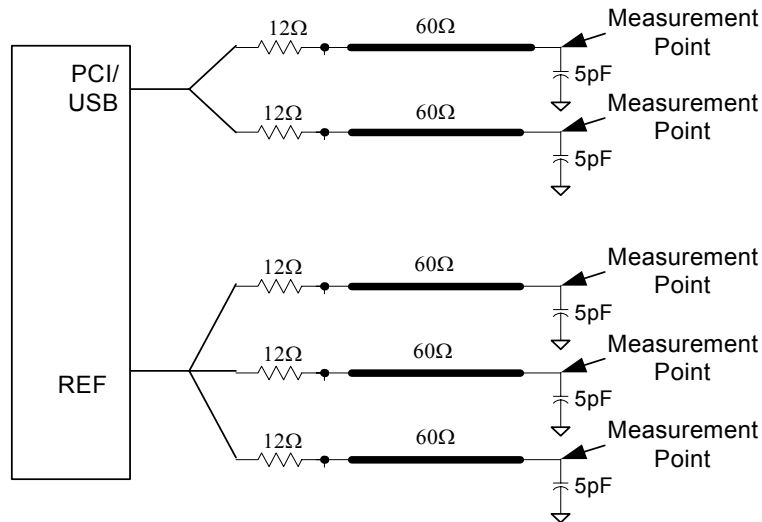 12Ω
60Ω
Measurement
Point
PCI/
USB
5pF
12Ω
60Ω
Measurement
Point
5pF
12Ω
60Ω
Measurement
Point
5pF
12Ω
60Ω
Measurement
Point
REF
5pF
12Ω
60Ω
Measurement
Point
5pF